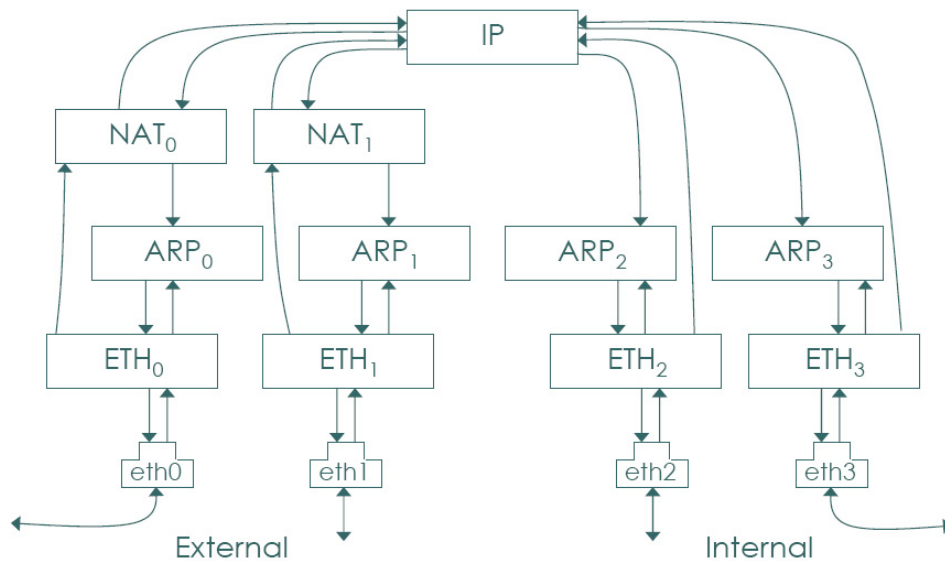 IP
NAT₀ NAT₁
ARP₀ ARP₁ ARP₂ ARP₃
ETH₀ ETH₁ ETH₂ ETH₃
eth0 eth1 eth2 eth3
External Internal